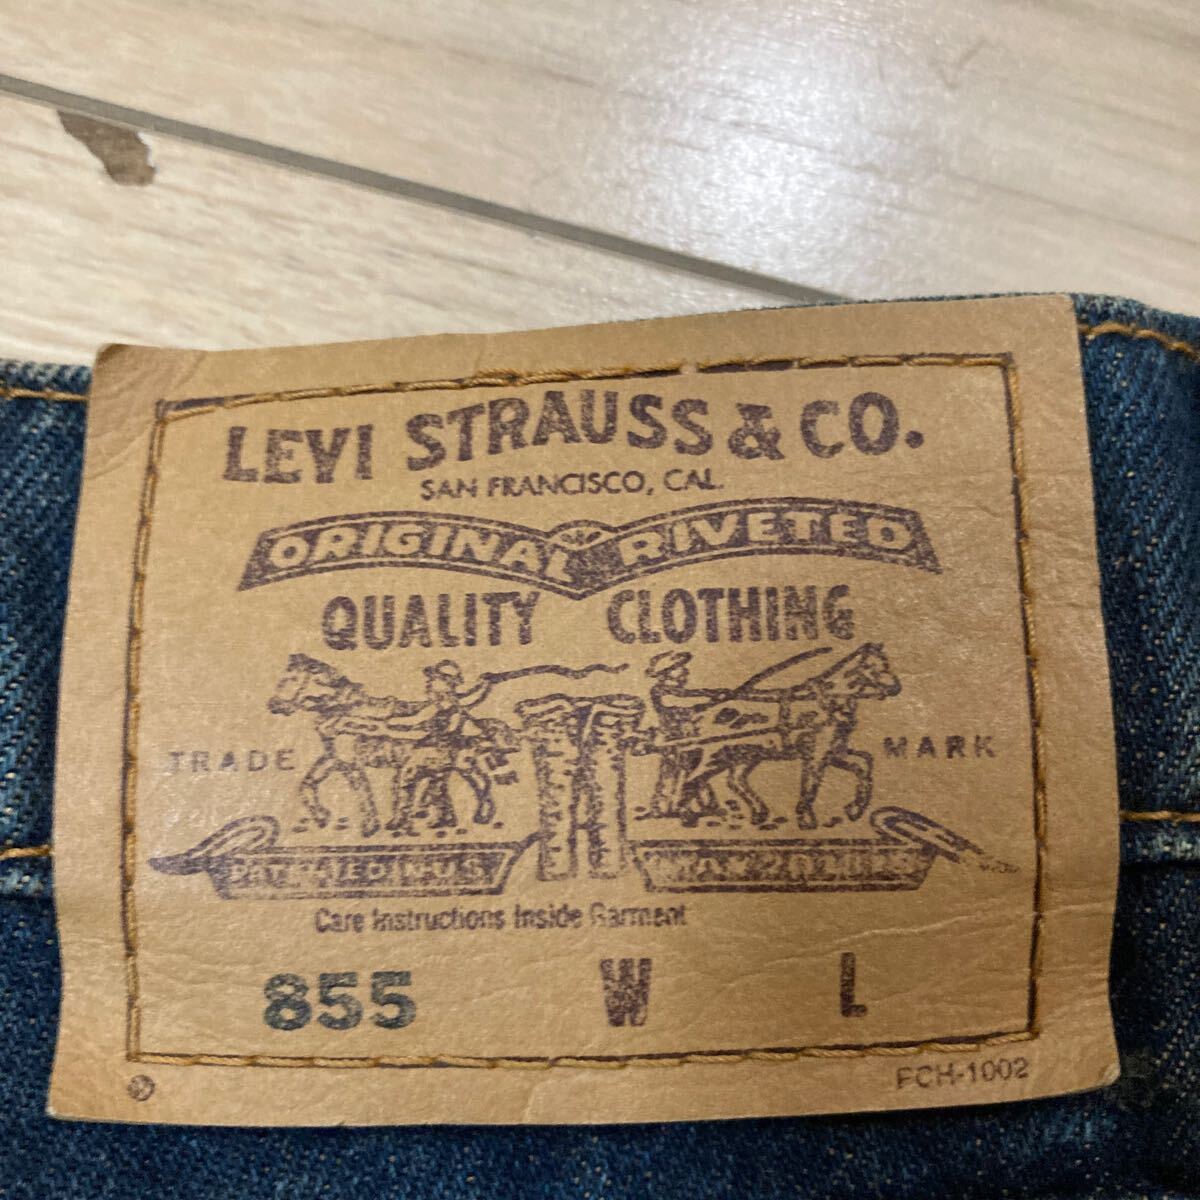 LEVI STRAUSS & CO.
SAN FRANCISCO, CAL.
ORIGINAL RIVETED
QUALITY CLOTHING
TRADE MARK
Care Instructions Inside Garment
855 W L
FCH-1002